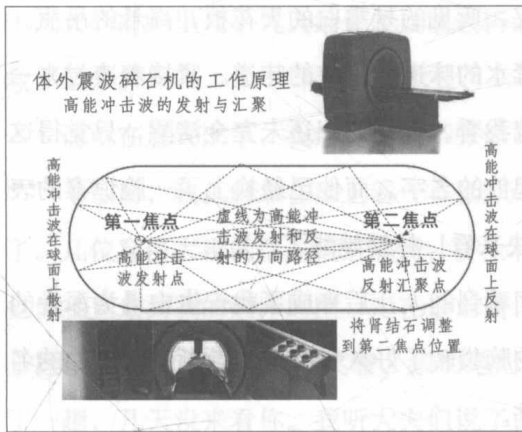 体外震波碎石机的工作原理
高能冲击波的发射与汇聚
高能冲击波在球面上散射
第一焦点
高能冲击
波发射点
虚线为高能冲
击波发射和反
射的方向路径
第二焦点
高能冲击波
反射汇聚点
高能冲击波在球面上散射
将肾结石调整
到第二焦点位置